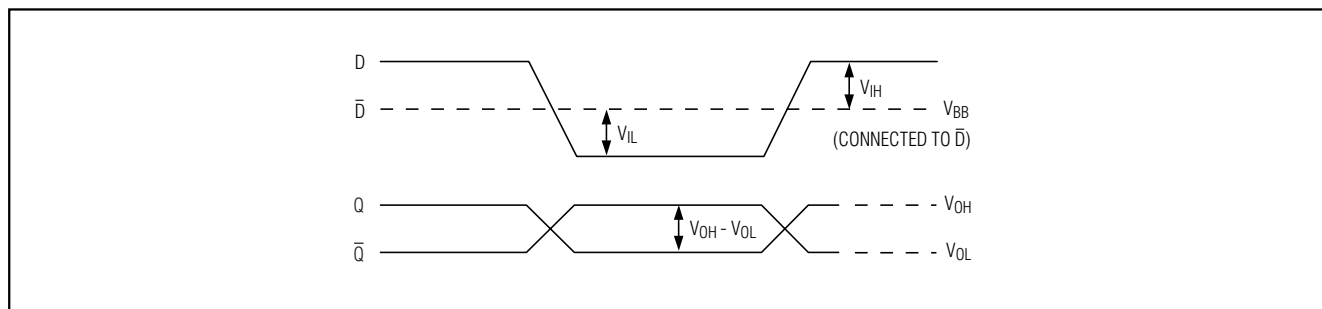 D
V_IH
D̅
V_BB
V_IL
(CONNECTED TO D̅)
Q
V_OH
V_OH - V_OL
Q̅
V_OL